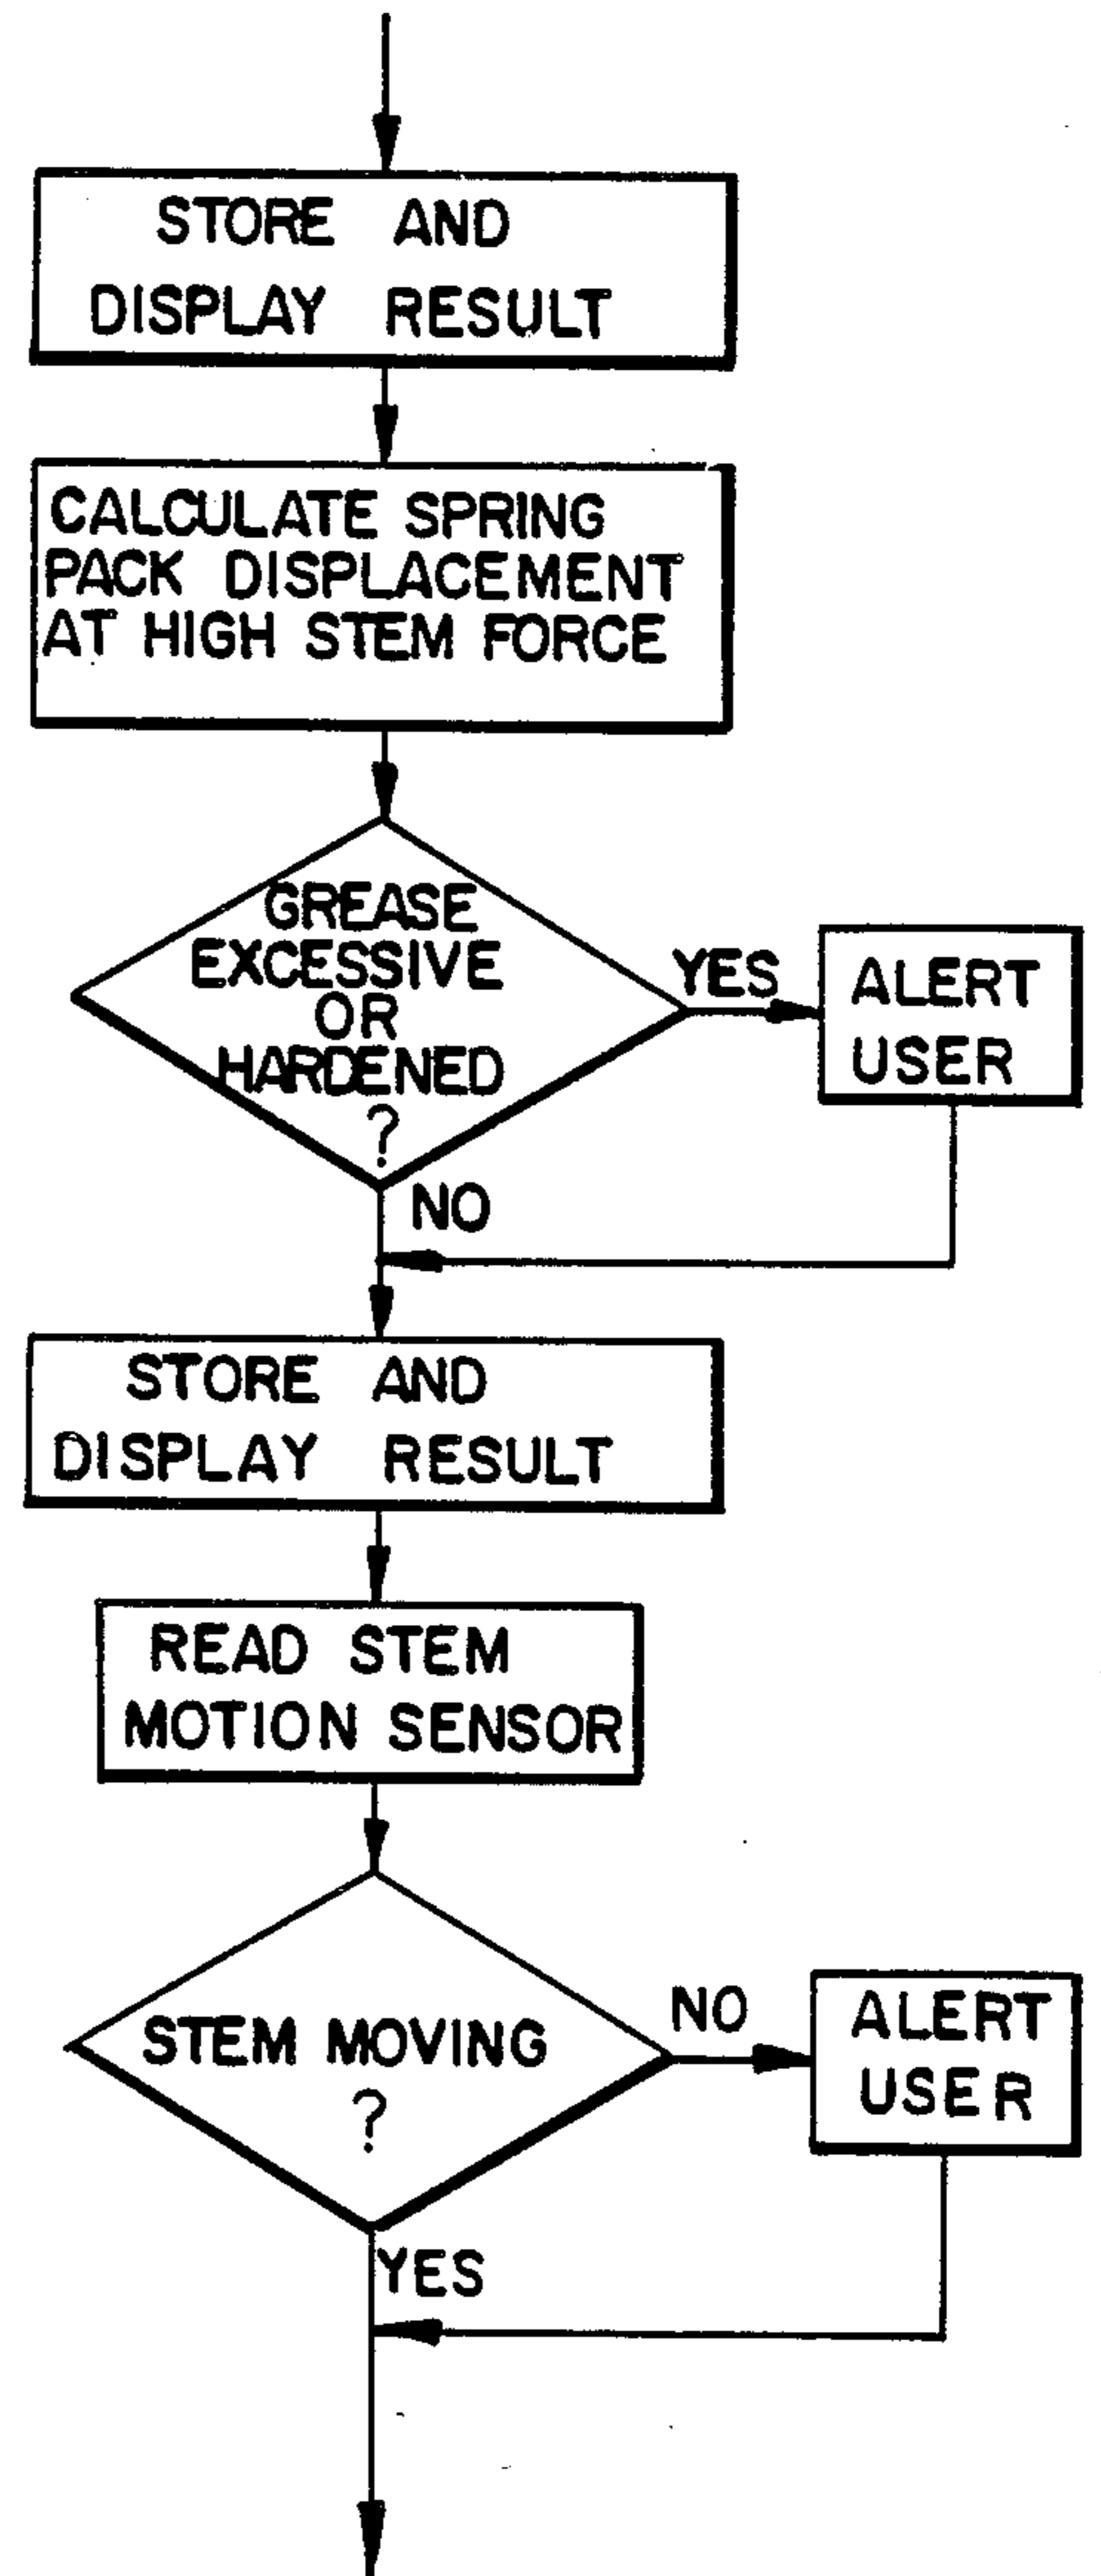 STORE AND
DISPLAY RESULT
CALCULATE SPRING
PACK DISPLACEMENT
AT HIGH STEM FORCE
GREASE
EXCESSIVE
OR
HARDENED
?
YES
ALERT
USER
NO
STORE AND
DISPLAY RESULT
READ STEM
MOTION SENSOR
STEM MOVING
?
NO
ALERT
USER
YES